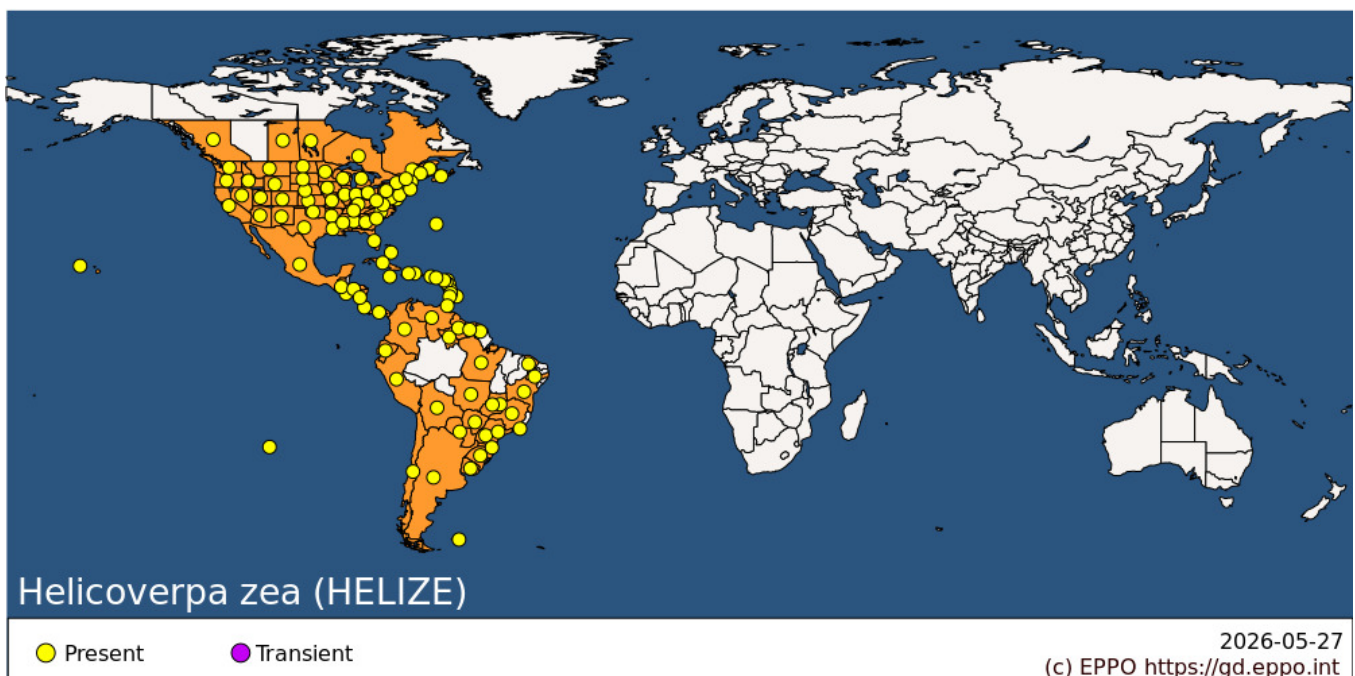 Helicoverpa zea (HELIZE)
Present
Transient
2026-05-27
(c) EPPO https://gd.eppo.int